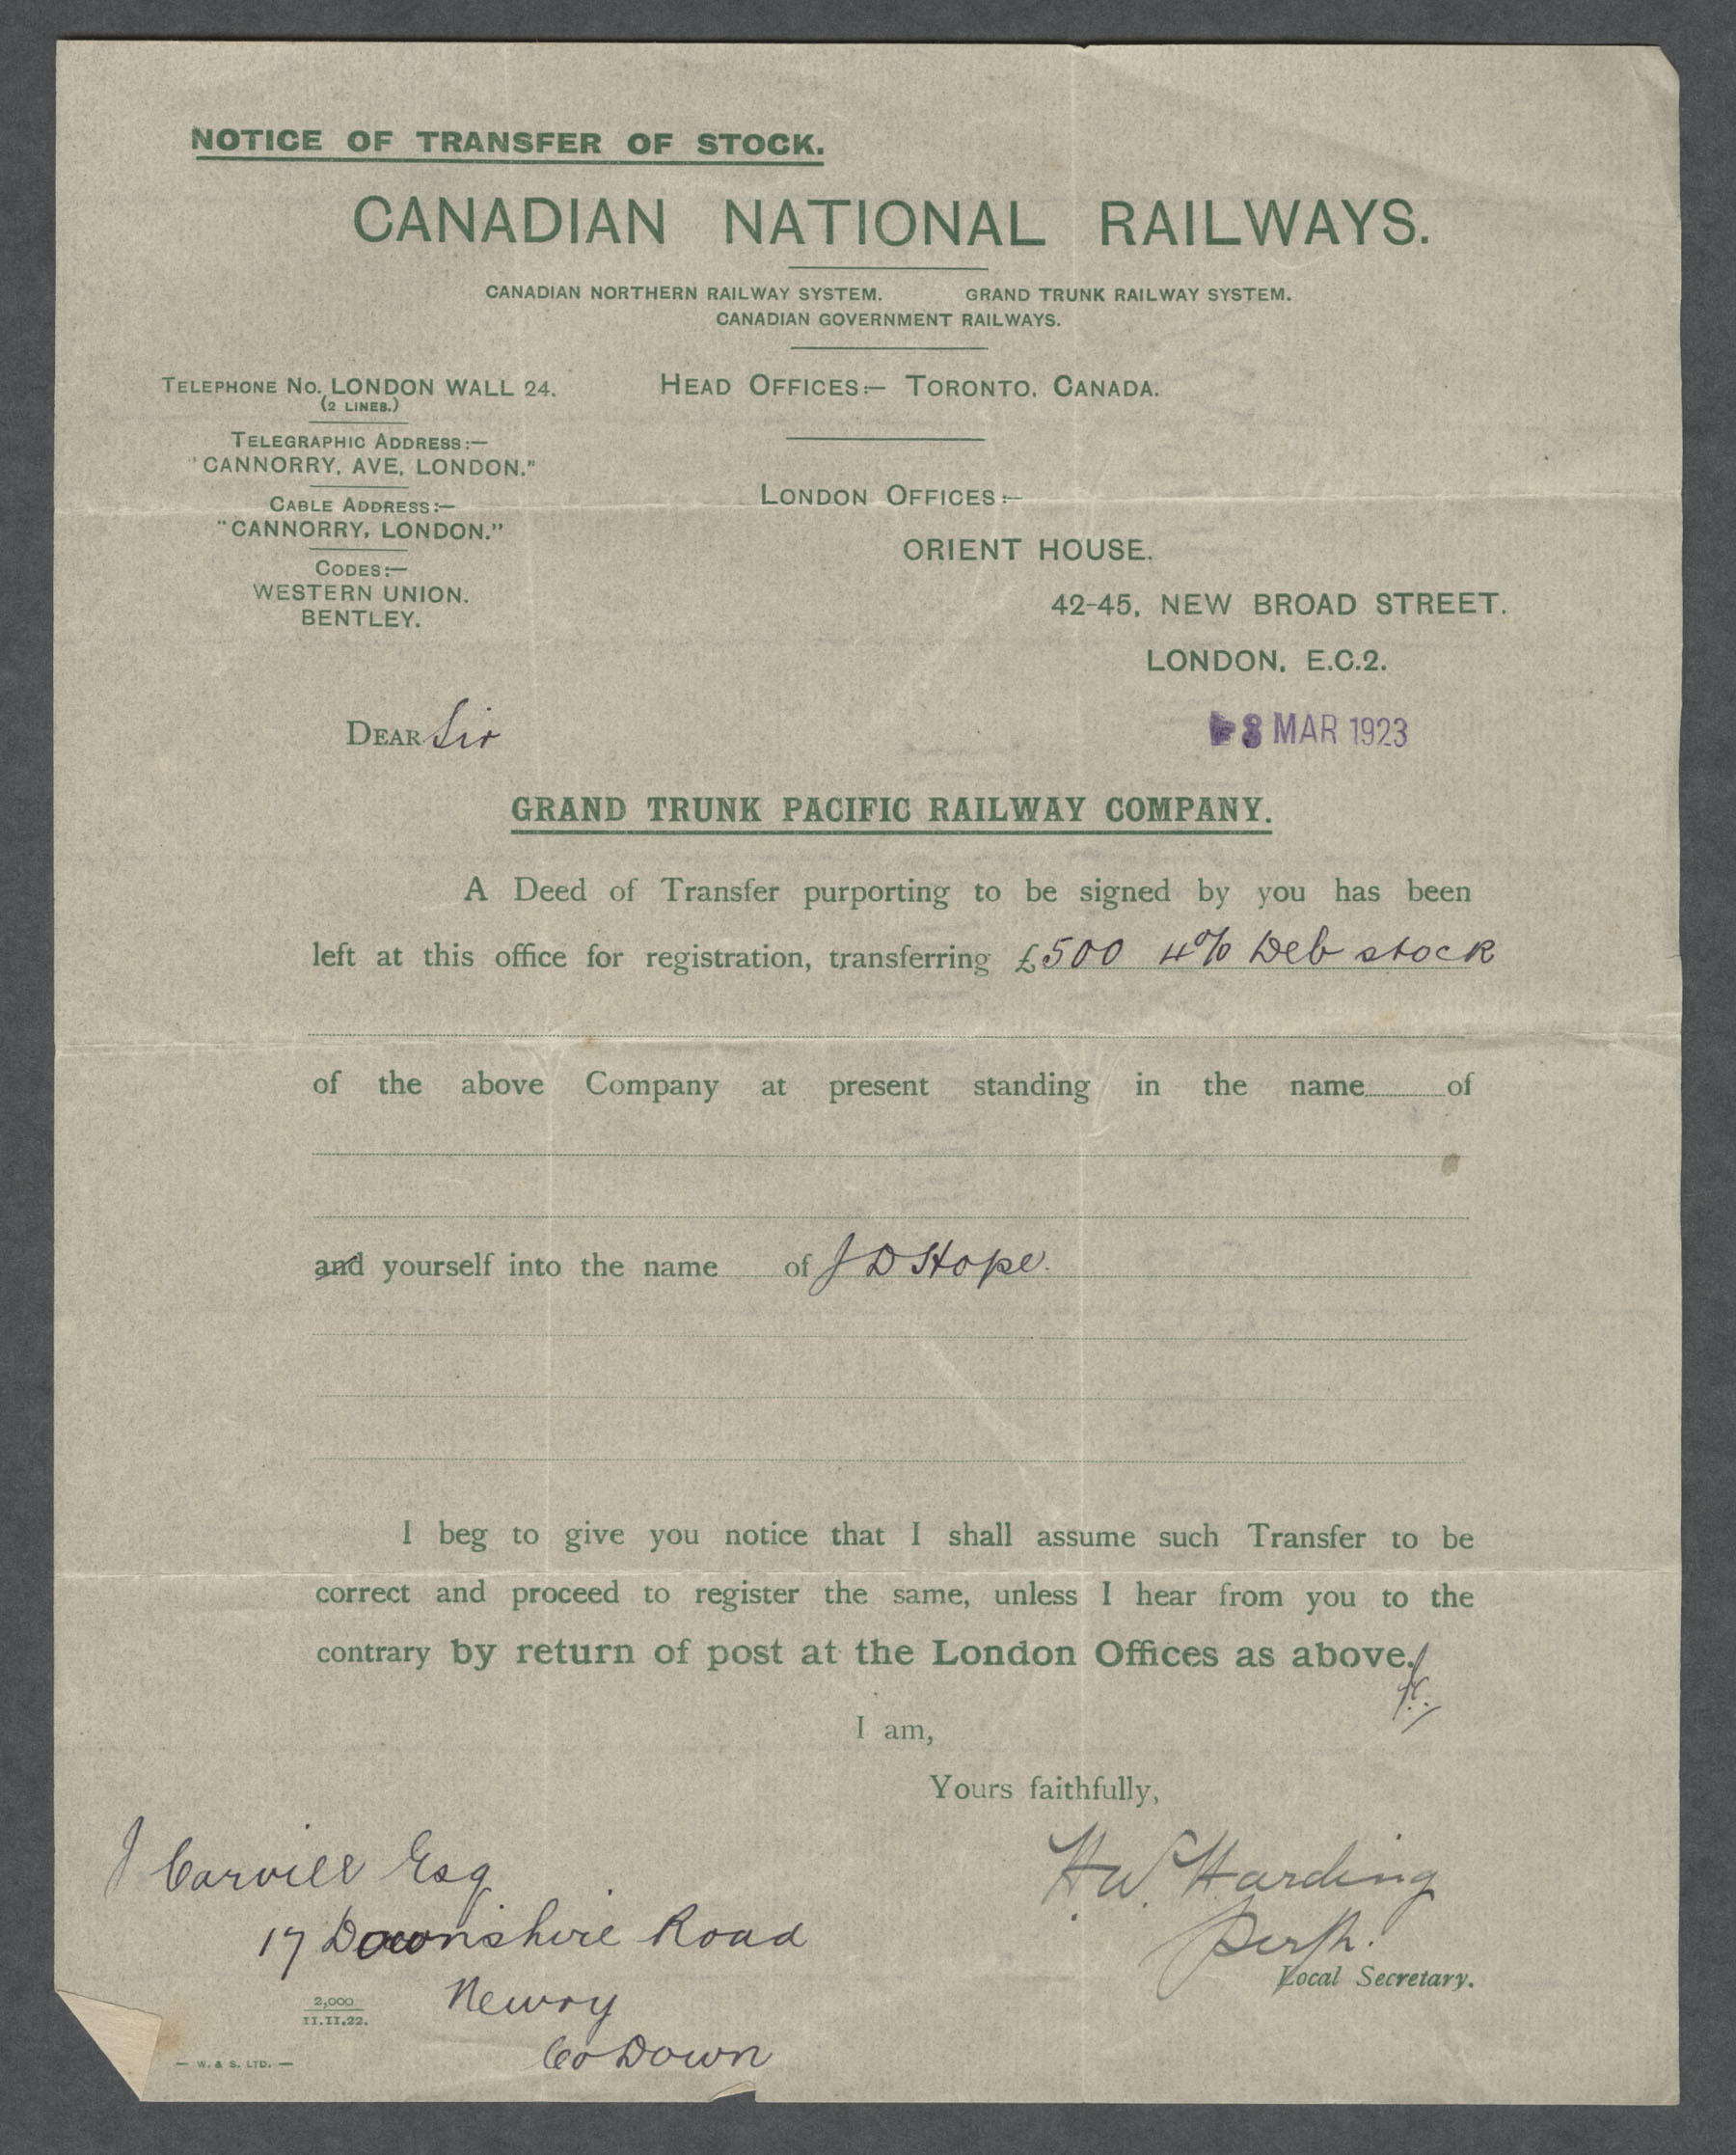 NOTICE OF TRANSFER OF STOCK.
CANADIAN NATIONAL RAILWAYS.
CANADIAN NORTHERN RAILWAY SYSTEM. GRAND TRUNK RAILWAY SYSTEM.
CANADIAN GOVERNMENT RAILWAYS.
TELEPHONE NO. LONDON WALL 24.
(2 LINES.)
TELEGRAPHIC ADDRESS:—
"CANNORRY, AVE, LONDON."
CABLE ADDRESS:—
"CANNORRY, LONDON."
CODES:—
WESTERN UNION.
BENTLEY.
HEAD OFFICES:— TORONTO, CANADA.
LONDON OFFICES:—
ORIENT HOUSE.
42-45, NEW BROAD STREET.
LONDON, E.C.2.
8 MAR 1923
DEAR Sir
GRAND TRUNK PACIFIC RAILWAY COMPANY.
A Deed of Transfer purporting to be signed by you has been
left at this office for registration, transferring £500 4% Deb stock
of the above Company at present standing in the name of
and yourself into the name of J D Hope.
I beg to give you notice that I shall assume such Transfer to be
correct and proceed to register the same, unless I hear from you to the
contrary by return of post at the London Offices as above.
I am,
Yours faithfully,
H W. Harding
Local Secretary.
J Carvill Esq
17 Downshire Road
Newry
Co Down
2,000
11.11.22.
— W. & S. LTD. —